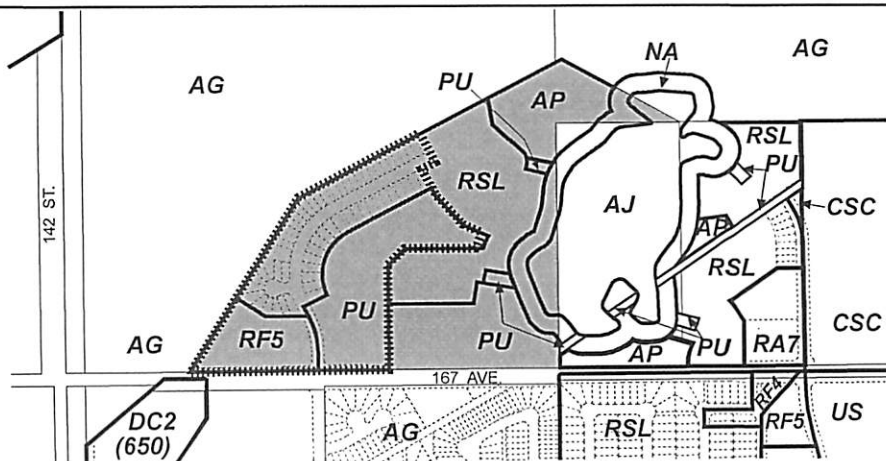 NA
AG
PU
AP
AG
RSL
PU
RSL
AJ
142 ST.
CSC
AP
RSL
PU
CSC
RF5
PU
PU
RA7
AG
AP
167 AVE.
RF4
DC2
(650)
AG
RSL
RF5
US